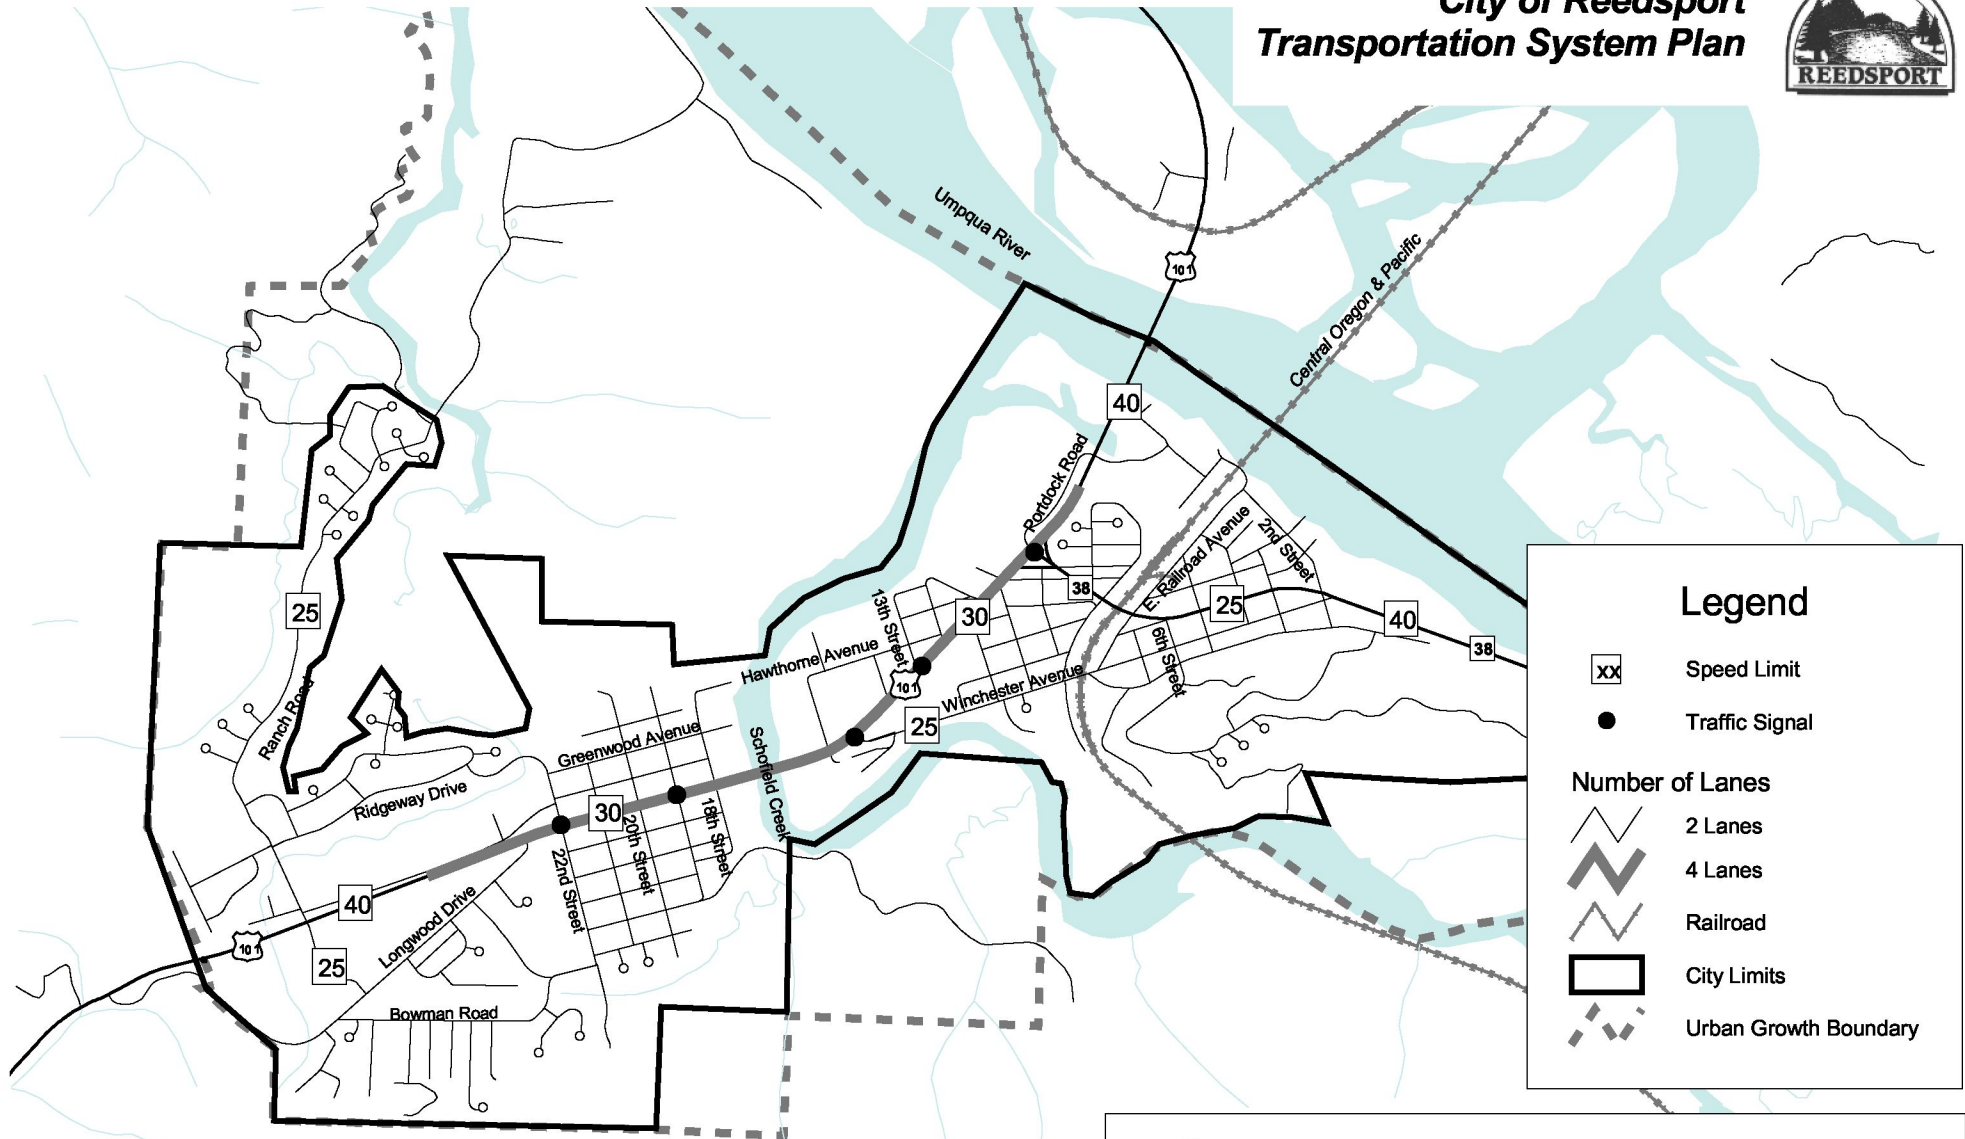 City of Reedsport
Transportation System Plan
REEDSPORT
Umpqua River
101
Central Oregon & Pacific
40
Portdock Road
E. Railroad Avenue
2nd Street
38
25
40
38
30
13th Street
6th Street
Hawthorne Avenue
101
Winchester Avenue
25
25
Ranch Road
Greenwood Avenue
Schofield Creek
Ridgeway Drive
30
20th Street
18th Street
22nd Street
40
Longwood Drive
101
25
Bowman Road
Legend
xx Speed Limit
Traffic Signal
Number of Lanes
2 Lanes
4 Lanes
Railroad
City Limits
Urban Growth Boundary